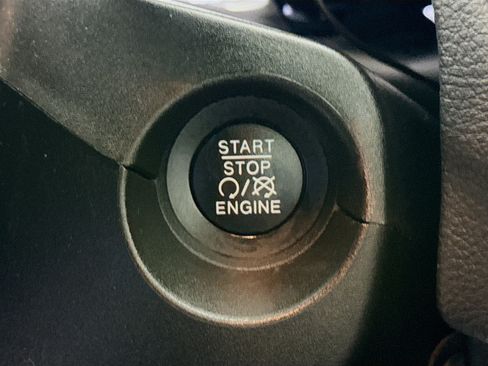 START
STOP
/
ENGINE